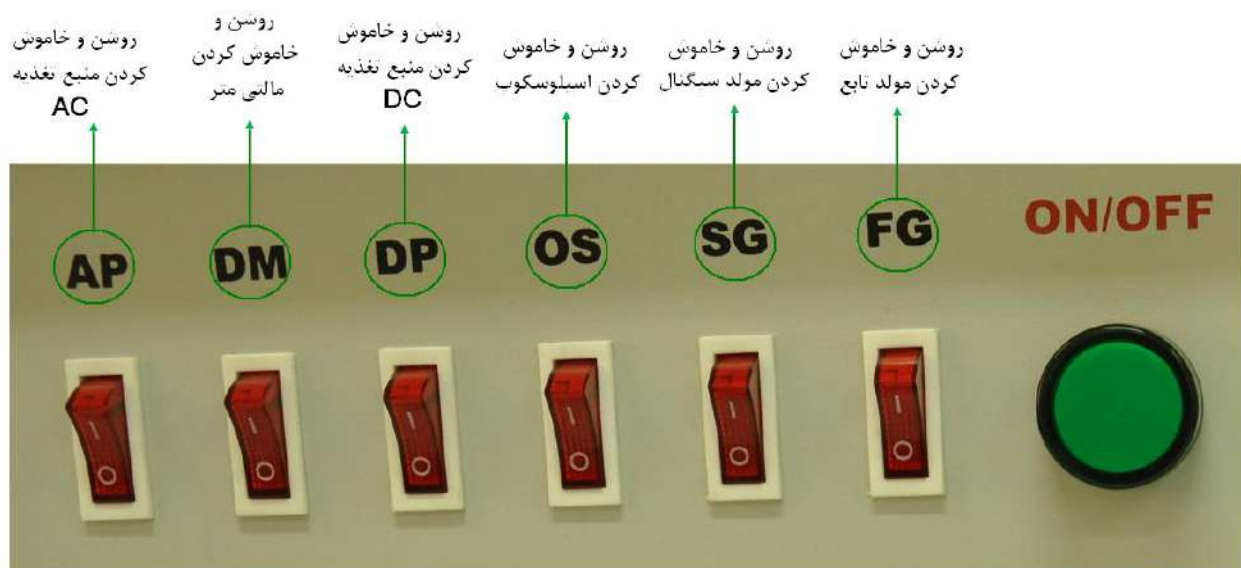 روشن و خاموش
کردن منبع تغذیه
AC
روشن و
خاموش کردن
مالتی متر
روشن و خاموش
کردن منبع تغذیه
DC
روشن و خاموش
کردن اسیلوسکوپ
روشن و خاموش
کردن مولد سیگنال
روشن و خاموش
کردن مولد تابع
AP
DM
DP
OS
SG
FG
ON/OFF
I
O
I
O
I
O
I
O
I
O
I
O